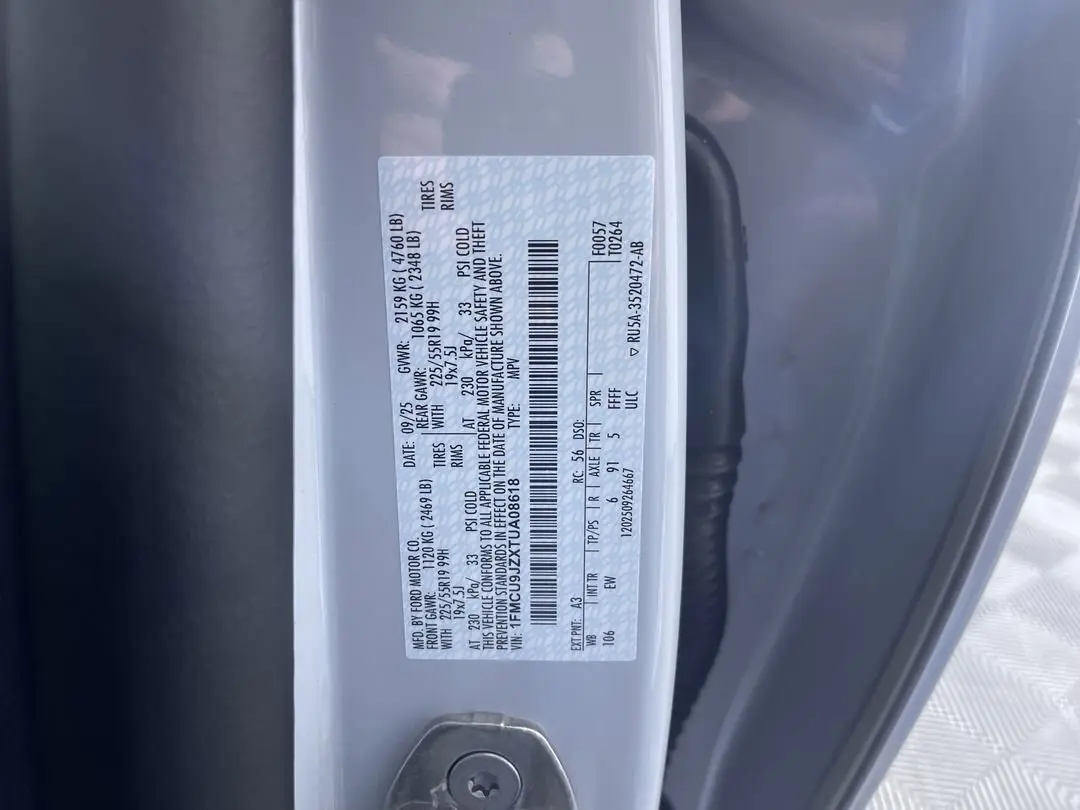 MFD. BY FORD MOTOR CO. DATE: 09/25 GVWR: 2159 KG ( 4760 LB)
FRONT GAWR: 1120 KG ( 2469 LB) REAR GAWR: 1065 KG ( 2348 LB)
WITH 225/55R19 99H TIRES WITH 225/55R19 99H TIRES
19x7.5J RIMS 19x7.5J RIMS
AT 230 kPa/ 33 PSI COLD AT 230 kPa/ 33 PSI COLD
THIS VEHICLE CONFORMS TO ALL APPLICABLE FEDERAL MOTOR VEHICLE SAFETY AND THEFT
PREVENTION STANDARDS IN EFFECT ON THE DATE OF MANUFACTURE SHOWN ABOVE.
VIN: 1FMCU9JZXTUA08618 TYPE: MPV
EXT PNT: A3 RC: 56 DSO:
WB INT TR TP/PS R AXLE TR SPR F0057
106 EW 6 91 5 FFFF T0264
1202509264667 ULC ▽ RU5A-3520472-AB